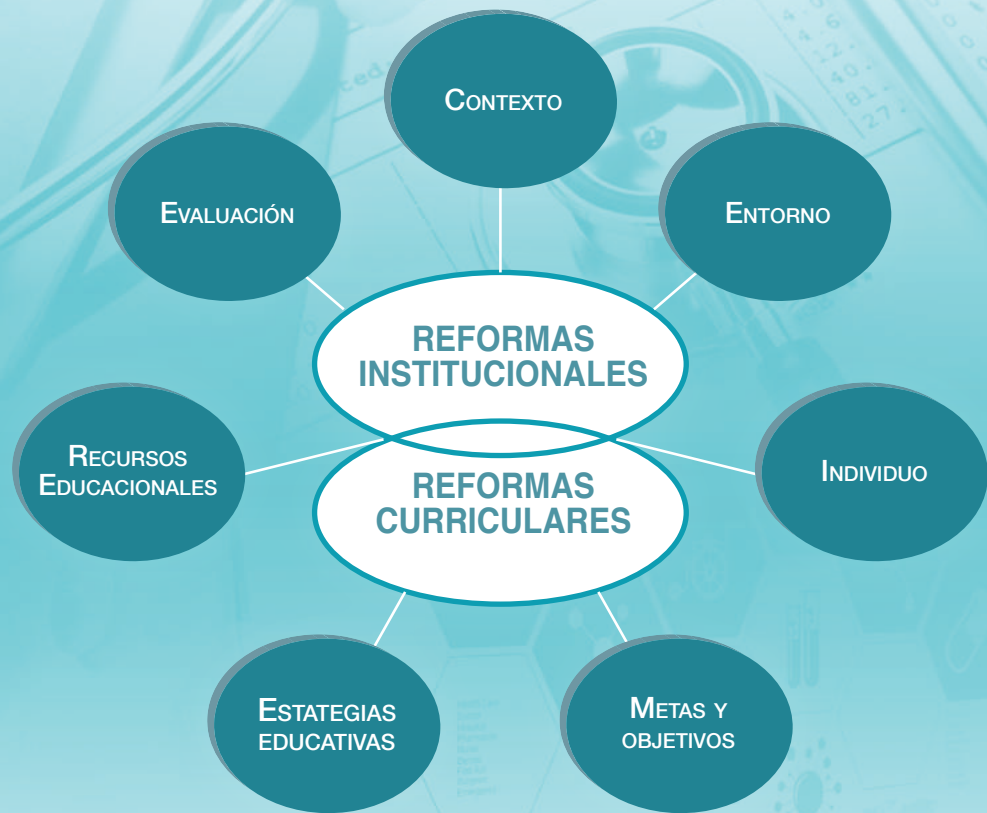 CONTEXTO
EVALUACIÓN
ENTORNO
REFORMAS
INSTITUCIONALES
RECURSOS
EDUCACIONALES
INDIVIDUO
REFORMAS
CURRICULARES
ESTATEGIAS
EDUCATIVAS
METAS Y
OBJETIVOS